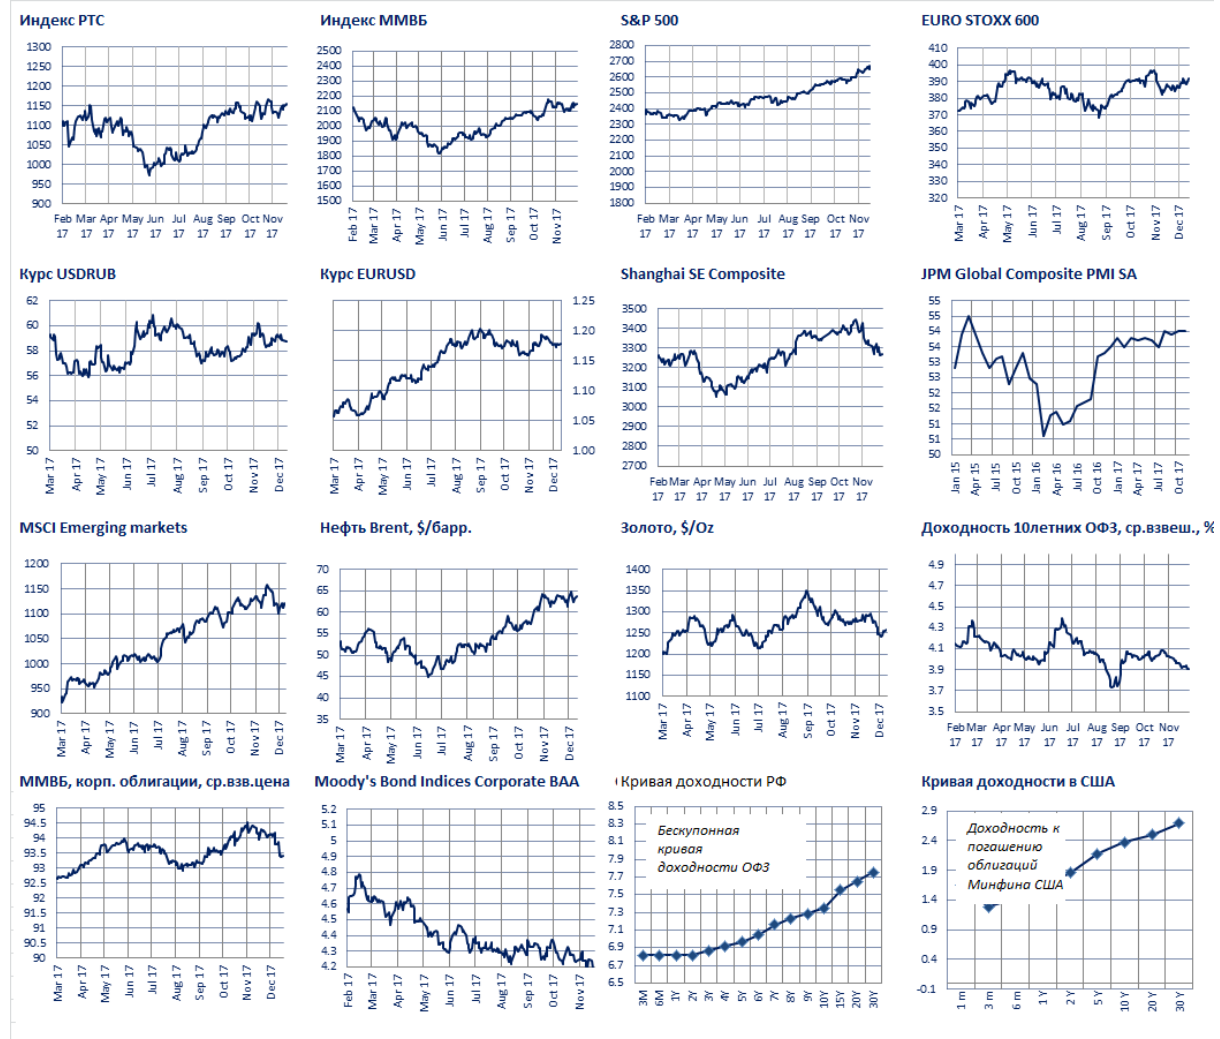 Индекс РТС
1300
1250
1200
1150
1100
1050
1000
950
900
Feb Mar Apr May Jun Jul Aug Sep Oct Nov
17 17 17 17 17 17 17 17 17 17
Индекс ММВБ
2500
2400
2300
2200
2100
2000
1900
1800
1700
1600
1500
Feb 17
Mar 17
Apr 17
May 17
Jun 17
Jul 17
Aug 17
Sep 17
Oct 17
Nov 17
S&P 500
2800
2700
2600
2500
2400
2300
2200
2100
2000
1900
1800
Feb Mar Apr May Jun Jul Aug Sep Oct Nov
17 17 17 17 17 17 17 17 17 17
EURO STOXX 600
410
400
390
380
370
360
350
340
330
320
Mar 17
Apr 17
May 17
Jun 17
Jul 17
Aug 17
Sep 17
Oct 17
Nov 17
Dec 17
Курс USDRUB
62
60
58
56
54
52
50
Mar 17
Apr 17
May 17
Jun 17
Jul 17
Aug 17
Sep 17
Oct 17
Nov 17
Dec 17
Курс EURUSD
1.25
1.20
1.15
1.10
1.05
1.00
Mar 17
Apr 17
May 17
Jun 17
Jul 17
Aug 17
Sep 17
Oct 17
Nov 17
Dec 17
Shanghai SE Composite
3500
3400
3300
3200
3100
3000
2900
2800
2700
Feb Mar Apr May Jun Jul Aug Sep Oct Nov
17 17 17 17 17 17 17 17 17 17
JPM Global Composite PMI SA
55
54
54
53
53
52
52
51
51
50
Jan 15
Apr 15
Jul 15
Oct 15
Jan 16
Apr 16
Jul 16
Oct 16
Jan 17
Apr 17
Jul 17
Oct 17
MSCI Emerging markets
1200
1150
1100
1050
1000
950
900
Mar 17
Apr 17
May 17
Jun 17
Jul 17
Aug 17
Sep 17
Oct 17
Nov 17
Dec 17
Нефть Brent, $/барр.
70
65
60
55
50
45
40
35
Mar 17
Apr 17
May 17
Jun 17
Jul 17
Aug 17
Sep 17
Oct 17
Nov 17
Dec 17
Золото, $/Oz
1400
1350
1300
1250
1200
1150
1100
Mar 17
Apr 17
May 17
Jun 17
Jul 17
Aug 17
Sep 17
Oct 17
Nov 17
Dec 17
Доходность 10летних ОФЗ, ср.взвеш., %
4.9
4.7
4.5
4.3
4.1
3.9
3.7
3.5
Feb Mar Apr May Jun Jul Aug Sep Oct Nov
17 17 17 17 17 17 17 17 17 17
ММВБ, корп. облигации, ср.взв.цена
95
94.5
94
93.5
93
92.5
92
91.5
91
90.5
90
Mar 17
Apr 17
May 17
Jun 17
Jul 17
Aug 17
Sep 17
Oct 17
Nov 17
Dec 17
Moody's Bond Indices Corporate BAA
5.2
5.1
5
4.9
4.8
4.7
4.6
4.5
4.4
4.3
4.2
Feb 17
Mar 17
Apr 17
May 17
Jun 17
Jul 17
Aug 17
Sep 17
Oct 17
Nov 17
Кривая доходности РФ
8.5
8.3
8.1
7.9
7.7
7.5
7.3
7.1
6.9
6.7
6.5
Бескупонная
кривая
доходности ОФЗ
3M
6M
1Y
2Y
3Y
4Y
5Y
6Y
7Y
8Y
9Y
10Y
15Y
20Y
30Y
Кривая доходности в США
2.9
2.4
1.9
1.4
0.9
0.4
-0.1
Доходность к
погашению
облигаций
Минфина США
1 m
3 m
6 m
1 Y
2 Y
5 Y
10 Y
20 Y
30 Y